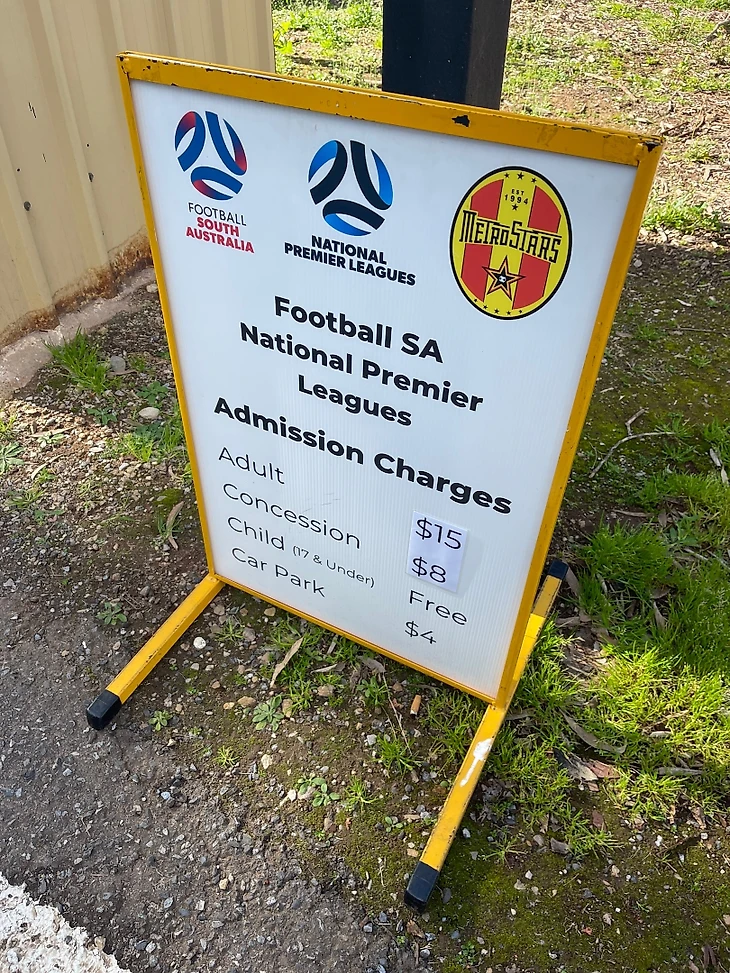 FOOTBALL
SOUTH
AUSTRALIA
NATIONAL
PREMIER LEAGUES
EST
1994
METROSTARS
Football SA
National Premier
Leagues
Admission Charges
Adult $15
Concession $8
Child (17 & Under) Free
Car Park $4